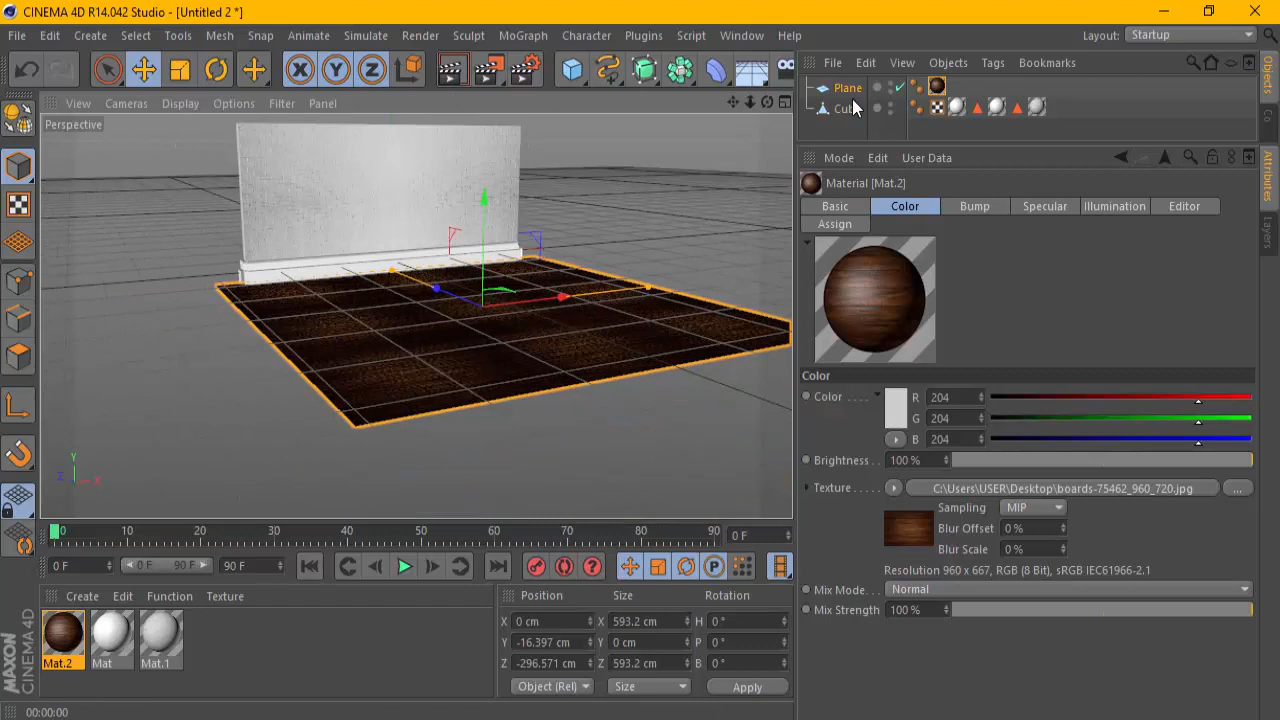 CINEMA 4D R14.042 Studio - [Untitled 2 *]
File Edit Create Select Tools Mesh Snap Animate Simulate Render Sculpt MoGraph Character Plugins Script Window Help Layout: Startup
X Y Z
File Edit View Objects Tags Bookmarks
Plane
Cub
View Cameras Display Options Filter Panel
Perspective
Y
Z X
Mode Edit User Data
Material [Mat.2]
Basic Color Bump Specular Illumination Editor
Assign
Color
Color . . . . R 204
G 204
B 204
Brightness . . 100 %
Texture . . . . . C:\Users\USER\Desktop\boards-75462_960_720.jpg ...
Sampling MIP
Blur Offset 0 %
Blur Scale 0 %
Resolution 960 x 667, RGB (8 Bit), sRGB IEC61966-2.1
Mix Mode. . Normal
Mix Strength 100 %
Objects
Co
Attributes
Layers
0 10 20 30 40 50 60 70 80 90 0 F
0 F 0 F 90 F 90 F
P
Create Edit Function Texture
Mat.2 Mat Mat.1
Position Size Rotation
X 0 cm X 593.2 cm H 0 °
Y -16.397 cm Y 0 cm P 0 °
Z -296.571 cm Z 593.2 cm B 0 °
Object (Rel) Size Apply
MAXON
CINEMA 4D
00:00:00